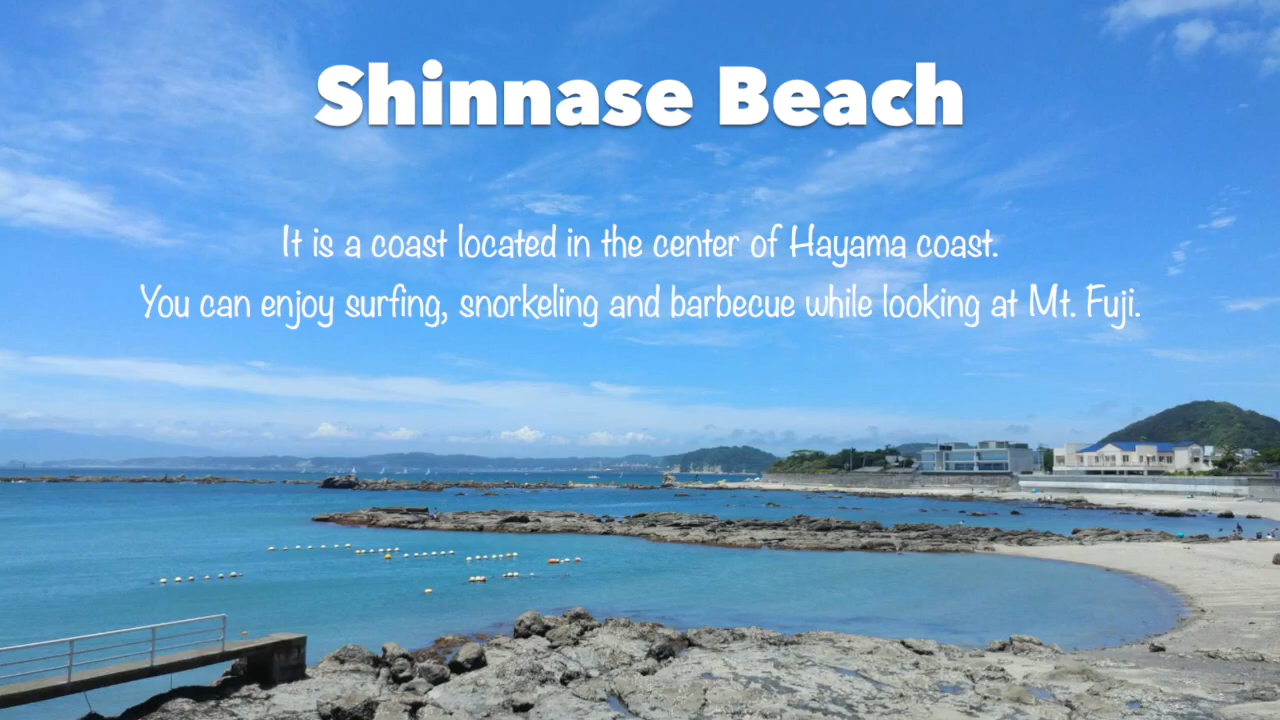 Shinnase Beach
It is a coast located in the center of Hayama coast.
You can enjoy surfing, snorkeling and barbecue while looking at Mt. Fuji.